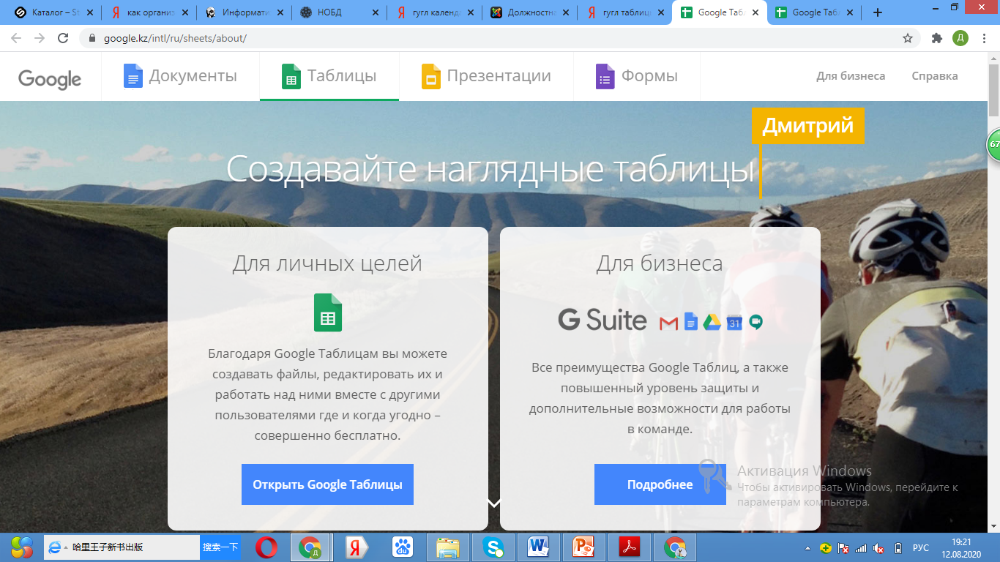 Каталог – St
как организ
Информати
НОБД
гугл календ
Должностна
гугл таблиц
Google Таб
Google Таб
google.kz/intl/ru/sheets/about/
Д
Google
Документы
Таблицы
Презентации
Формы
Для бизнеса
Справка
Дмитрий
67
Создавайте наглядные таблицы
Для личных целей
Благодаря Google Таблицам вы можете
создавать файлы, редактировать их и
работать над ними вместе с другими
пользователями где и когда угодно –
совершенно бесплатно.
Открыть Google Таблицы
Для бизнеса
G Suite
31
Все преимущества Google Таблиц, а также
повышенный уровень защиты и
дополнительные возможности для работы
в команде.
Подробнее
Активация Windows
Чтобы активировать Windows, перейдите к
параметрам компьютера.
哈里王子新书出版
搜索一下
РУС
19:21
12.08.2020